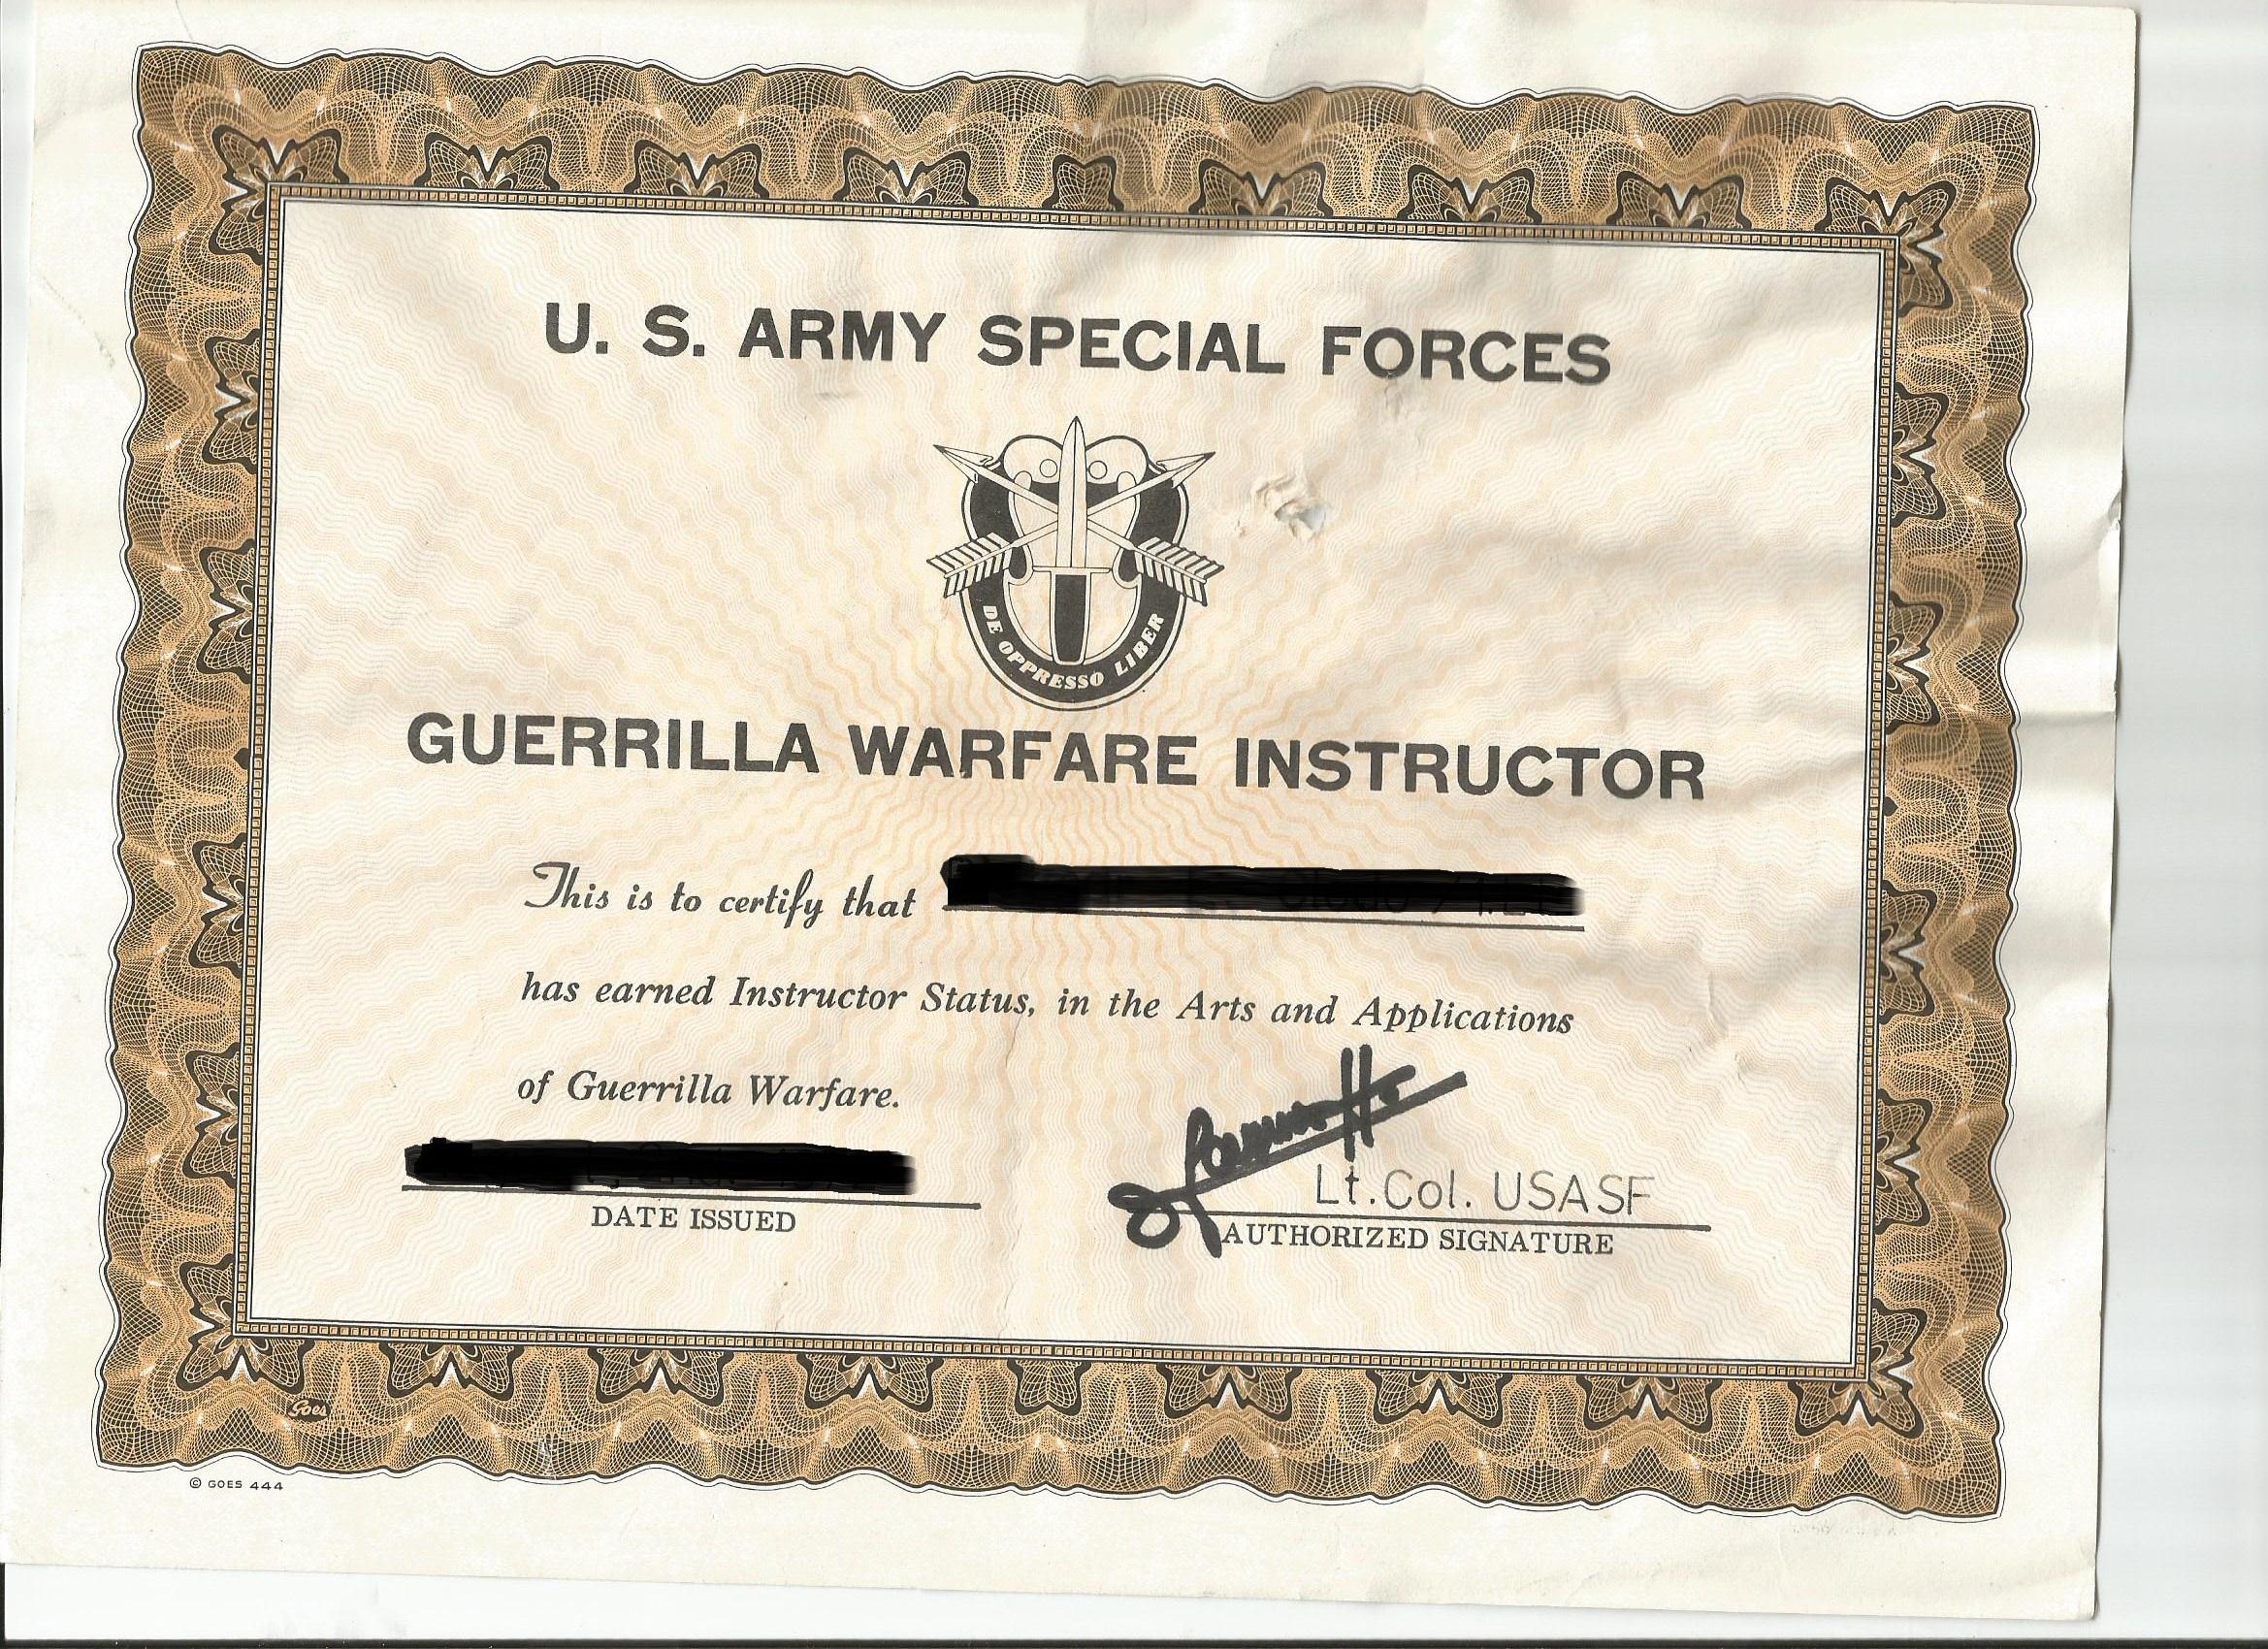 U. S. ARMY SPECIAL FORCES
DE OPPRESSO LIBER
GUERRILLA WARFARE INSTRUCTOR
This is to certify that
has earned Instructor Status, in the Arts and Applications
of Guerrilla Warfare.
Lt. Col. USASF
DATE ISSUED
AUTHORIZED SIGNATURE
Goes
© GOES 444